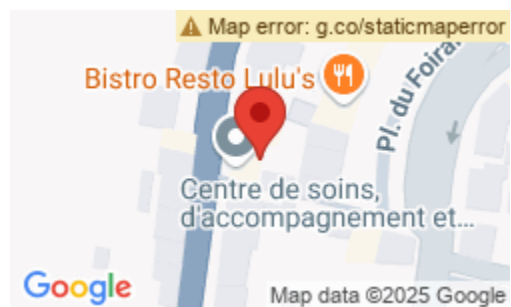 Map error: g.co/staticmaperror
Bistro Resto Lulu's
Pl. du Foirai
Centre de soins,
d'accompagnement et...
Google
Map data ©2025 Google